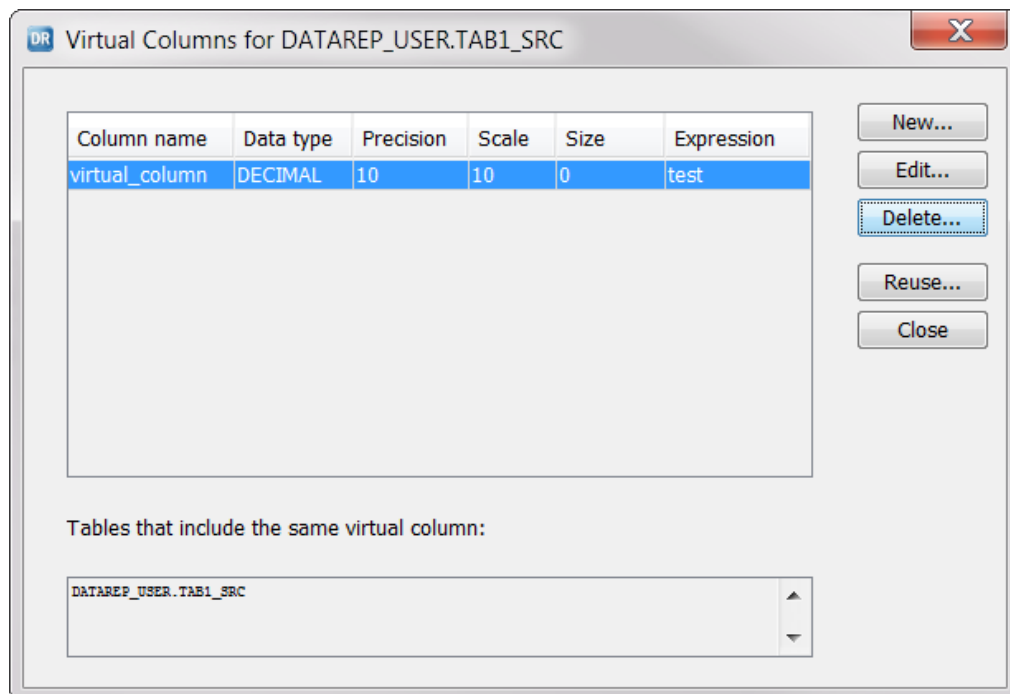 DR Virtual Columns for DATAREP_USER.TAB1_SRC
Column name Data type Precision Scale Size Expression
virtual_column DECIMAL 10 10 0 test
New...
Edit...
Delete...
Reuse...
Close
Tables that include the same virtual column:
DATAREP_USER.TAB1_SRC